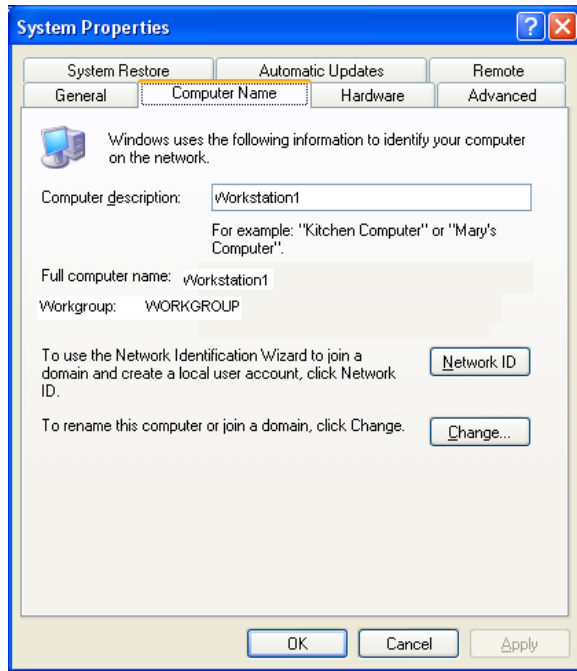 System Properties
System Restore Automatic Updates Remote
General Computer Name Hardware Advanced
Windows uses the following information to identify your computer
on the network.
Computer description: Workstation1
For example: "Kitchen Computer" or "Mary's
Computer".
Full computer name: Workstation1
Workgroup: WORKGROUP
To use the Network Identification Wizard to join a
domain and create a local user account, click Network
ID.
Network ID
To rename this computer or join a domain, click Change.
Change...
OK Cancel Apply